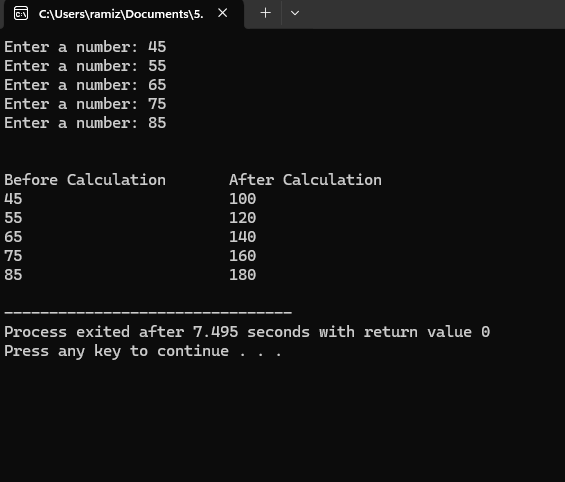 C:\Users\ramiz\Documents\5.
Enter a number: 45
Enter a number: 55
Enter a number: 65
Enter a number: 75
Enter a number: 85
Before Calculation After Calculation
45 100
55 120
65 140
75 160
85 180
--------------------------------
Process exited after 7.495 seconds with return value 0
Press any key to continue . . .